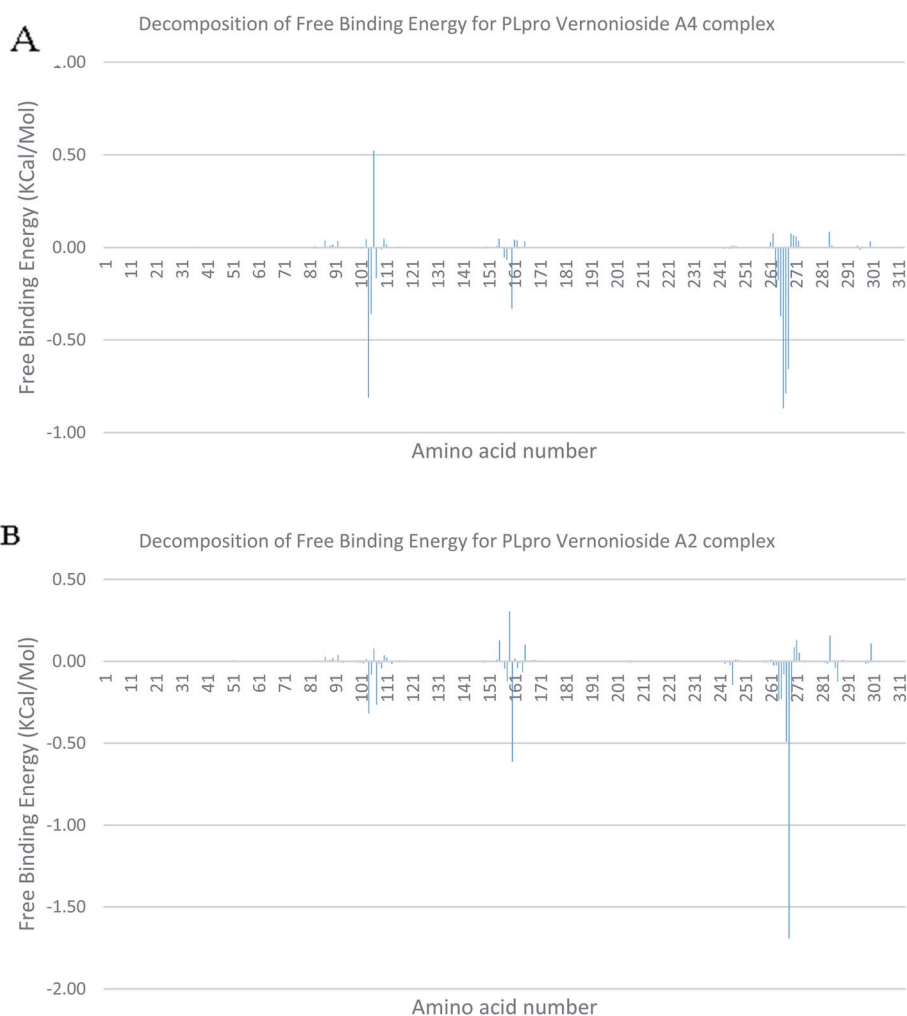 A
Decomposition of Free Binding Energy for PLpro Vernonioside A4 complex
Free Binding Energy (KCal/Mol)
.00
0.50
0.00
-0.50
-1.00
1 11 21 31 41 51 61 71 81 91 101 111 121 131 141 151 161 171 181 191 201 211 221 231 241 251 261 271 281 291 301 311
Amino acid number
B
Decomposition of Free Binding Energy for PLpro Vernonioside A2 complex
Free Binding Energy (KCal/Mol)
0.50
0.00
-0.50
-1.00
-1.50
-2.00
1 11 21 31 41 51 61 71 81 91 101 111 121 131 141 151 161 171 181 191 201 211 221 231 241 251 261 271 281 291 301 311
Amino acid number